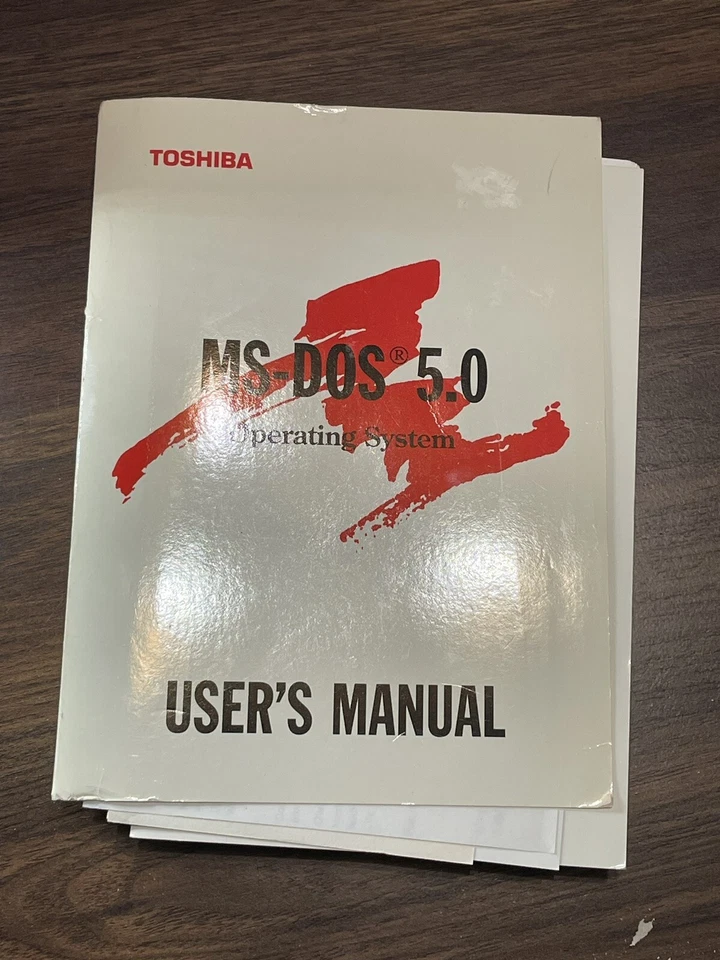 TOSHIBA
MS-DOS® 5.0
Operating System
USER'S MANUAL